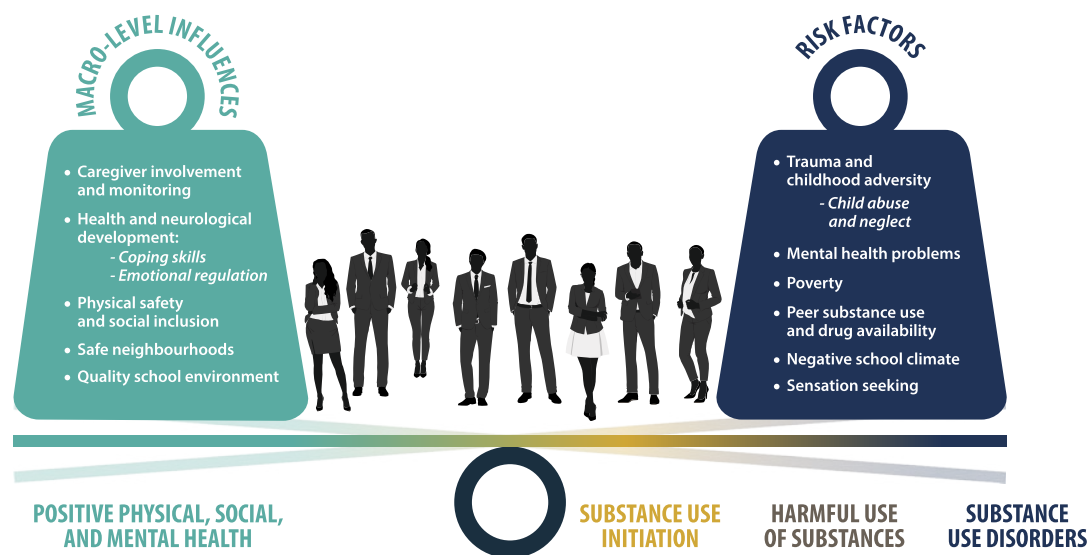 MACRO-LEVEL INFLUENCES
• Caregiver involvement
and monitoring
• Health and neurological
development:
- Coping skills
- Emotional regulation
• Physical safety
and social inclusion
• Safe neighbourhoods
• Quality school environment
RISK FACTORS
• Trauma and
childhood adversity
- Child abuse
and neglect
• Mental health problems
• Poverty
• Peer substance use
and drug availability
• Negative school climate
• Sensation seeking
POSITIVE PHYSICAL, SOCIAL,
AND MENTAL HEALTH
SUBSTANCE USE
INITIATION
HARMFUL USE
OF SUBSTANCES
SUBSTANCE
USE DISORDERS